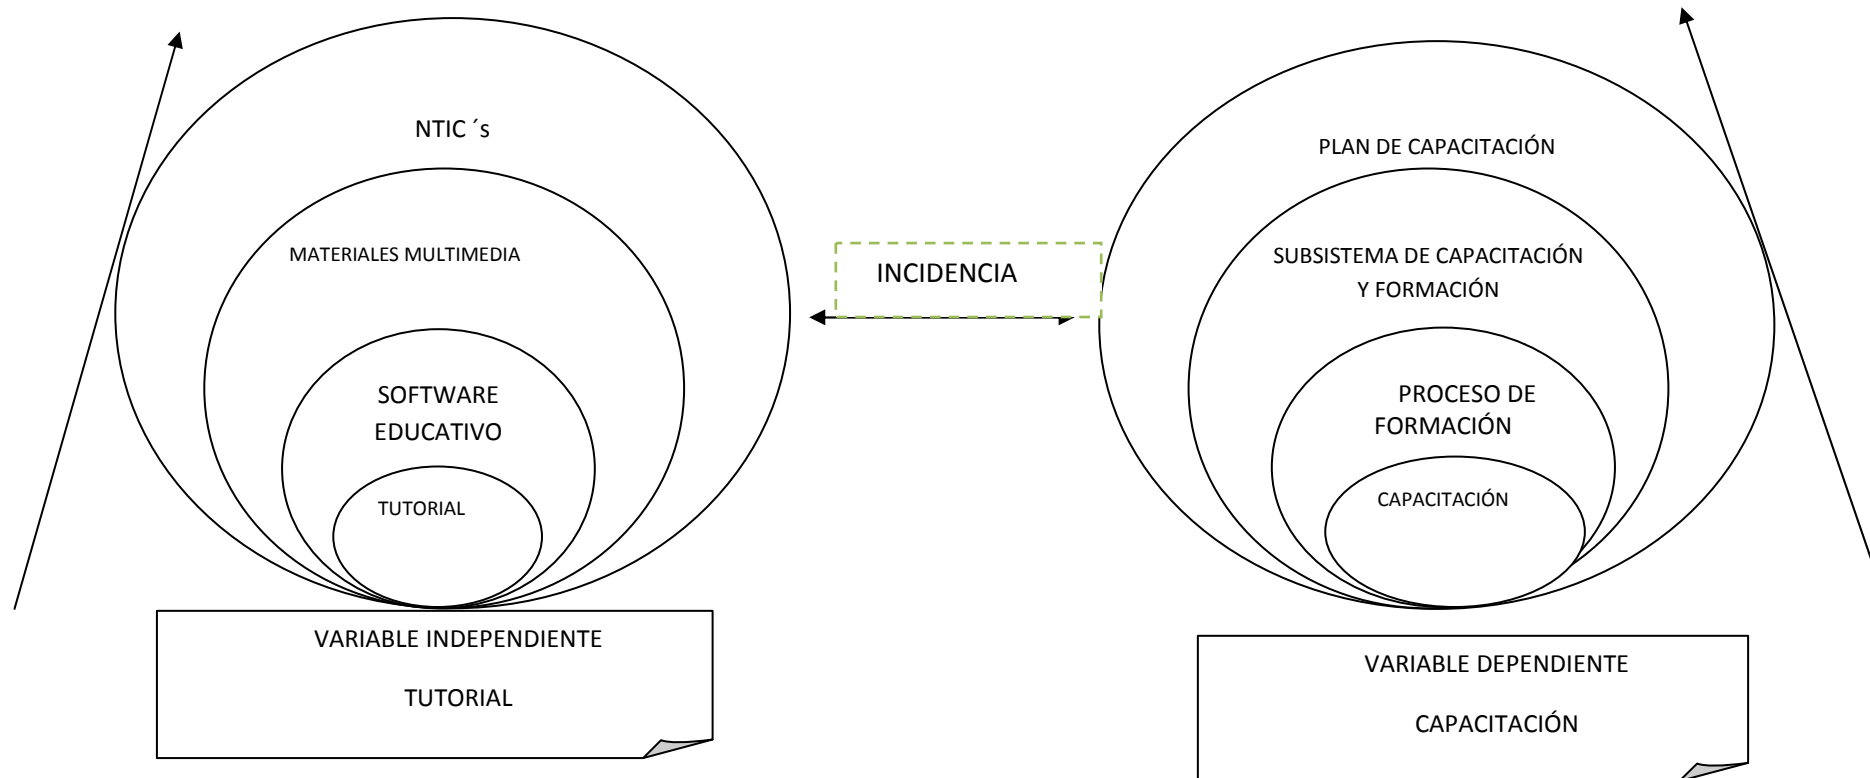 NTIC ´s
MATERIALES MULTIMEDIA
SOFTWARE
EDUCATIVO
TUTORIAL
VARIABLE INDEPENDIENTE
TUTORIAL
INCIDENCIA
PLAN DE CAPACITACIÓN
SUBSISTEMA DE CAPACITACIÓN
Y FORMACIÓN
PROCESO DE
FORMACIÓN
CAPACITACIÓN
VARIABLE DEPENDIENTE
CAPACITACIÓN